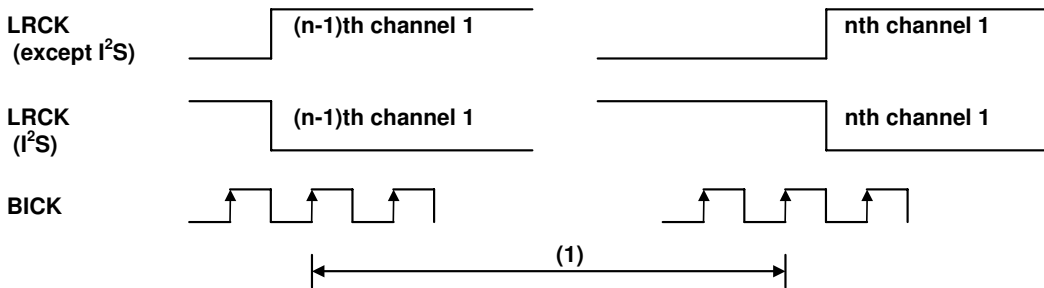 LRCK (n-1)th channel 1 nth channel 1
(except I²S)
LRCK (n-1)th channel 1 nth channel 1
(I²S)
BICK
(1)